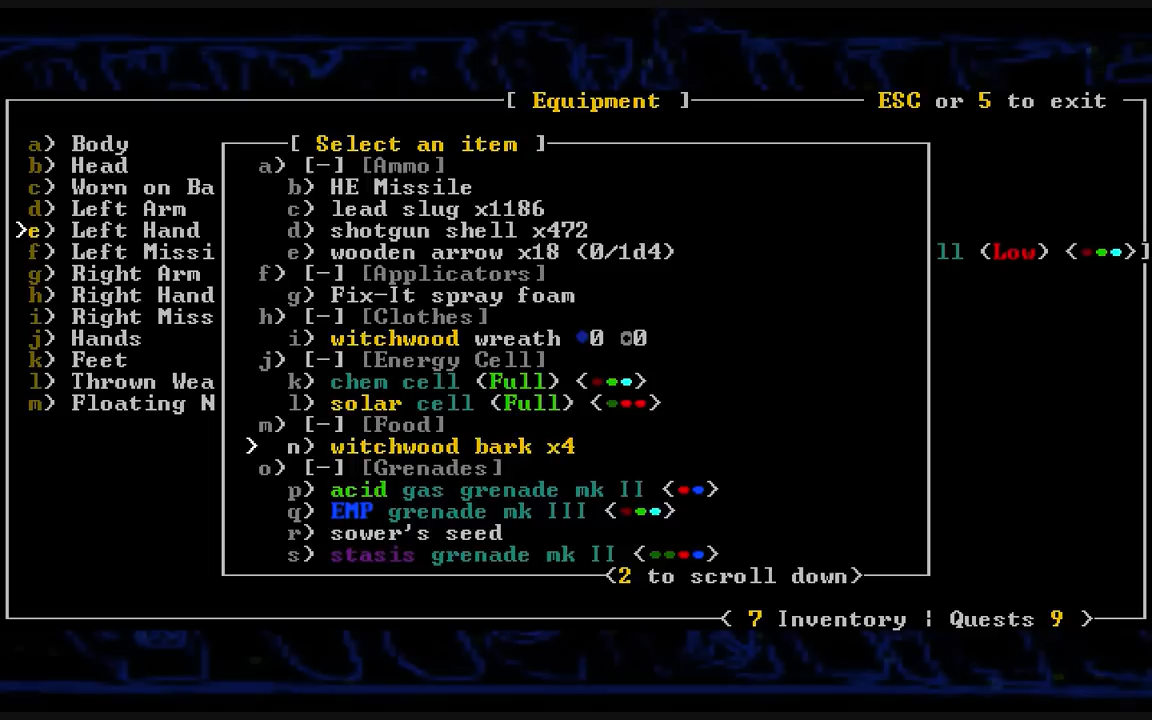 [ Equipment ] ESC or 5 to exit
a) Body
b) Head
c) Worn on Ba
d) Left Arm
>e) Left Hand
f) Left Missi
g) Right Arm
h) Right Hand
i) Right Miss
j) Hands
k) Feet
l) Thrown Wea
m) Floating N
[ Select an item ]
a) [-] [Ammo]
b) HE Missile
c) lead slug x1186
d) shotgun shell x472
e) wooden arrow x18 (0/1d4)
f) [-] [Applicators]
g) Fix-It spray foam
h) [-] [Clothes]
i) witchwood wreath ♦0 ○0
j) [-] [Energy Cell]
k) chem cell (Full) <•••>
l) solar cell (Full) <•••>
m) [-] [Food]
> n) witchwood bark x4
o) [-] [Grenades]
p) acid gas grenade mk II <••>
q) EMP grenade mk III <•••>
r) sower's seed
s) stasis grenade mk II <••••>
<2 to scroll down>
ll (Low) <•••>]
< 7 Inventory | Quests 9 >